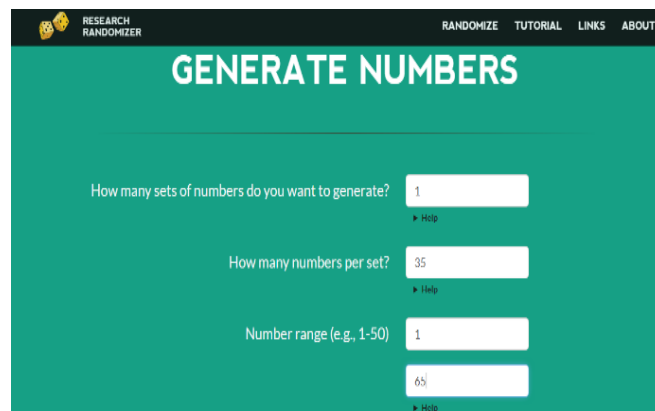 RESEARCH
RANDOMIZER
RANDOMIZE TUTORIAL LINKS ABOUT
GENERATE NUMBERS
How many sets of numbers do you want to generate? 1
▸ Help
How many numbers per set? 35
▸ Help
Number range (e.g., 1-50) 1
65
▸ Help